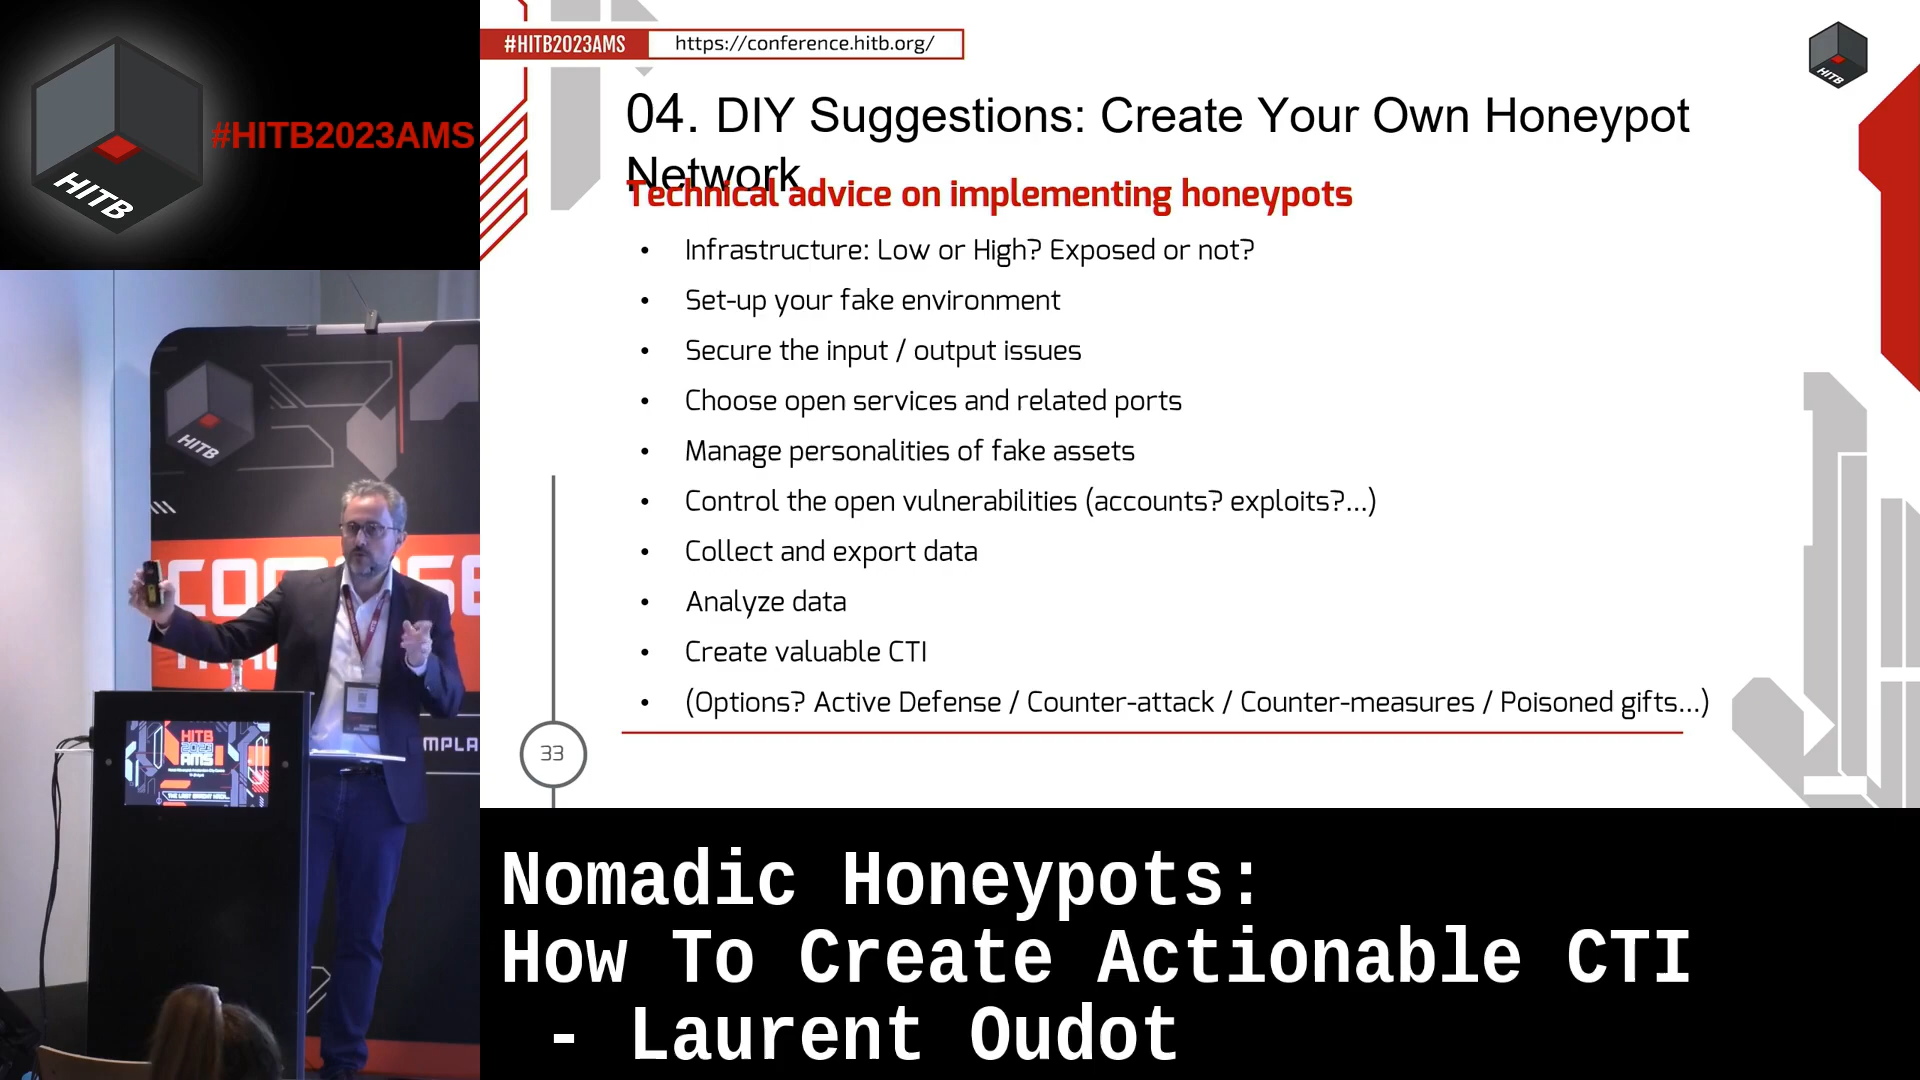 HITB
#HITB2023AMS
#HITB2023AMS
https://conference.hitb.org/
HITB
04. DIY Suggestions: Create Your Own Honeypot
Network
Technical advice on implementing honeypots
• Infrastructure: Low or High? Exposed or not?
• Set-up your fake environment
• Secure the input / output issues
• Choose open services and related ports
• Manage personalities of fake assets
• Control the open vulnerabilities (accounts? exploits?...)
• Collect and export data
• Analyze data
• Create valuable CTI
• (Options? Active Defense / Counter-attack / Counter-measures / Poisoned gifts...)
33
HITB
HITB
2023
AMS
Nomadic Honeypots:
How To Create Actionable CTI
- Laurent Oudot